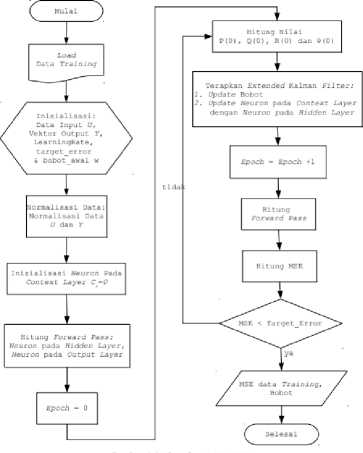 Mulai
Load
Data Training
Inisialisasi:
Data Input U,
Vektor Output Y,
Learningrate,
target_error
& bobot_awal w
Normalisasi Data:
Normalisasi Data
U dan Y
Inisialisasi Neuron Pada
Context Layer C =0
Hitung Forward Pass:
Neuron pada Hidden Layer,
Neuron pada Output Layer
Epoch = 0
Hitung Nilai
P(0), Q(0), R(0) dan
Terapkan Extended Kalman Filter:
1. Update Bobot
2. Update Neuron pada Context Layer
dengan Neuron pada Hidden Layer
Epoch = Epoch +1
tidak
Hitung
Forward Pass
Hitung MSE
MSE < Target_Error
ya
MSE data Training,
Bobot
Selesai